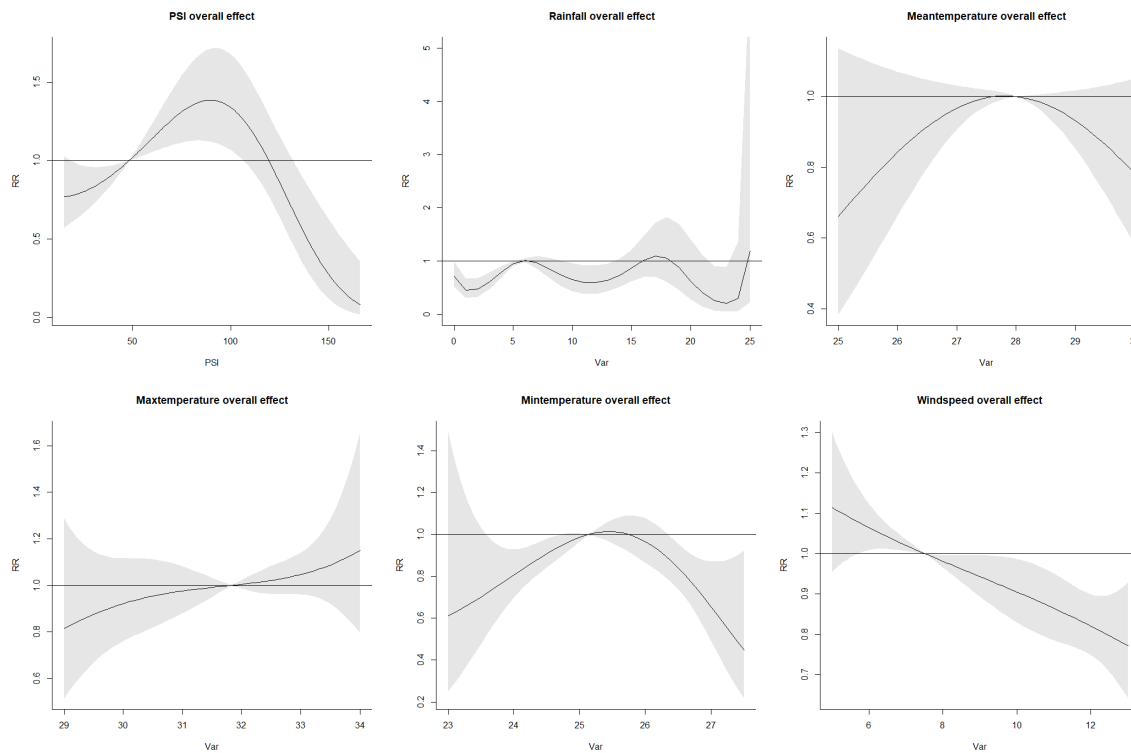 PSI overall effect
RR
0.0 0.5 1.0 1.5
50 100 150
PSI
Rainfall overall effect
RR
0 1 2 3 4 5
0 5 10 15 20 25
Var
Meantemperature overall effect
RR
0.4 0.6 0.8 1.0
25 26 27 28 29
Var
Maxtemperature overall effect
RR
0.6 0.8 1.0 1.2 1.4 1.6
29 30 31 32 33 34
Var
Mintemperature overall effect
RR
0.2 0.4 0.6 0.8 1.0 1.2 1.4
23 24 25 26 27
Var
Windspeed overall effect
RR
0.7 0.8 0.9 1.0 1.1 1.2 1.3
6 8 10 12
Var